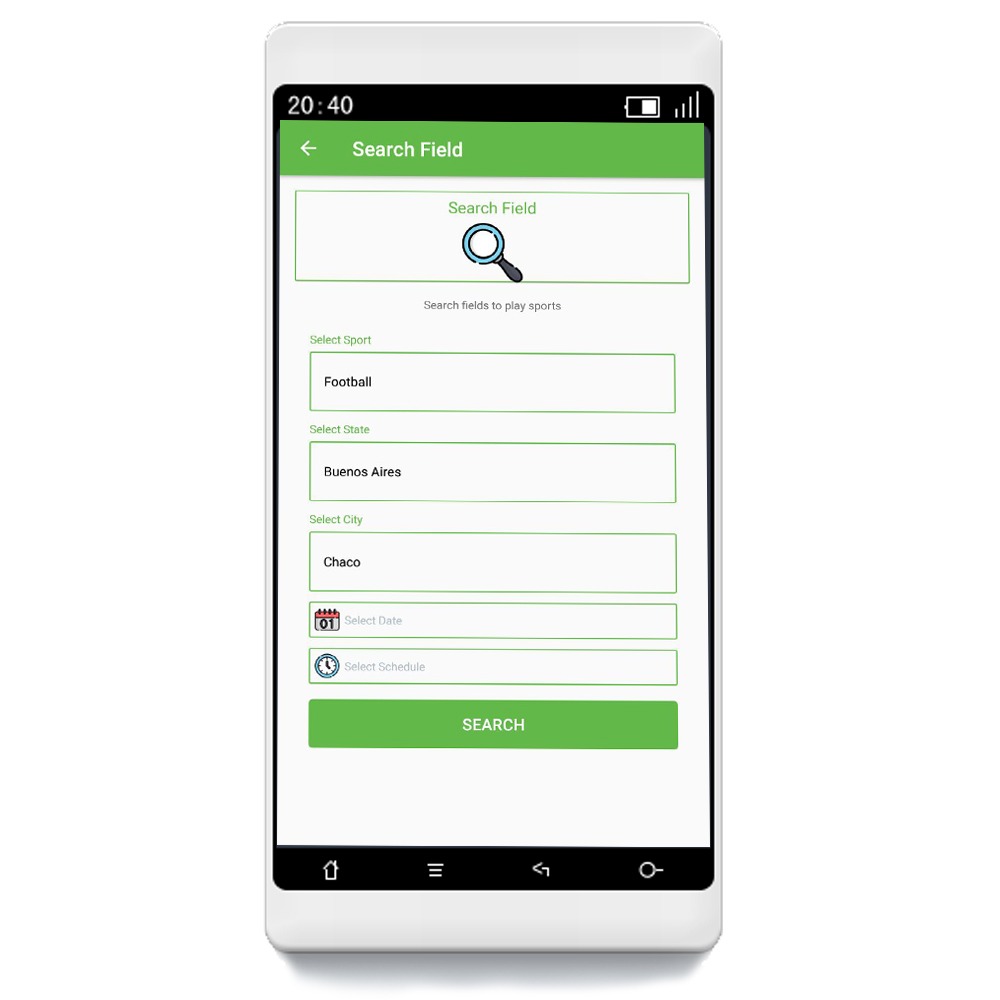 20:40
Search Field
Search Field
Search fields to play sports
Select Sport
Football
Select State
Buenos Aires
Select City
Chaco
01
Select Date
Select Schedule
SEARCH